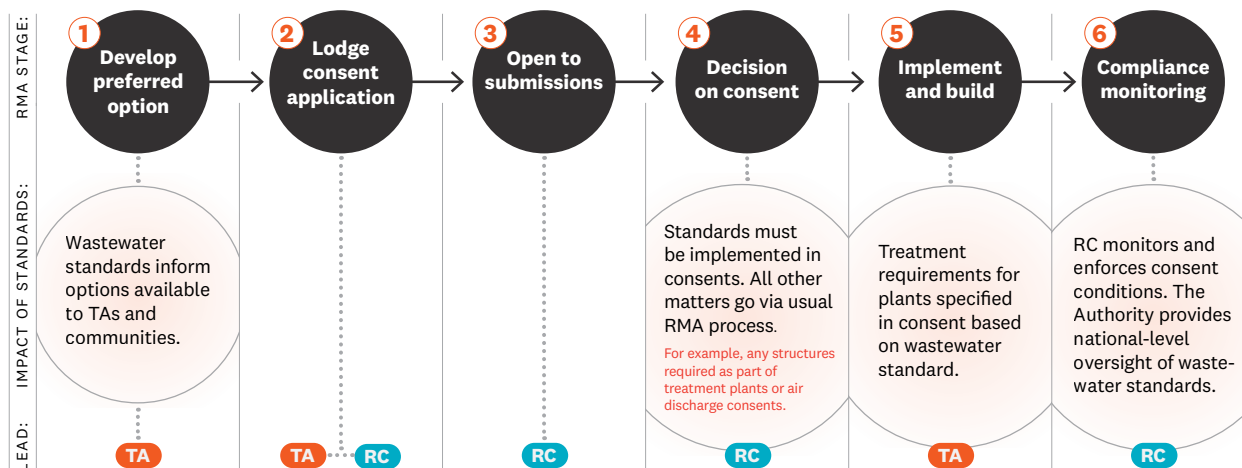 RMA STAGE:
1
Develop
preferred
option
2
Lodge
consent
application
3
Open to
submissions
4
Decision
on consent
5
Implement
and build
6
Compliance
monitoring
IMPACT OF STANDARDS:
Wastewater
standards inform
options available
to TAs and
communities.
Standards must
be implemented in
consents. All other
matters go via usual
RMA process.
For example, any structures
required as part of
treatment plants or air
discharge consents.
Treatment
requirements for
plants specified
in consent based
on wastewater
standard.
RC monitors and
enforces consent
conditions. The
Authority provides
national-level
oversight of waste-
water standards.
LEAD:
TA
TA
RC
RC
RC
TA
RC